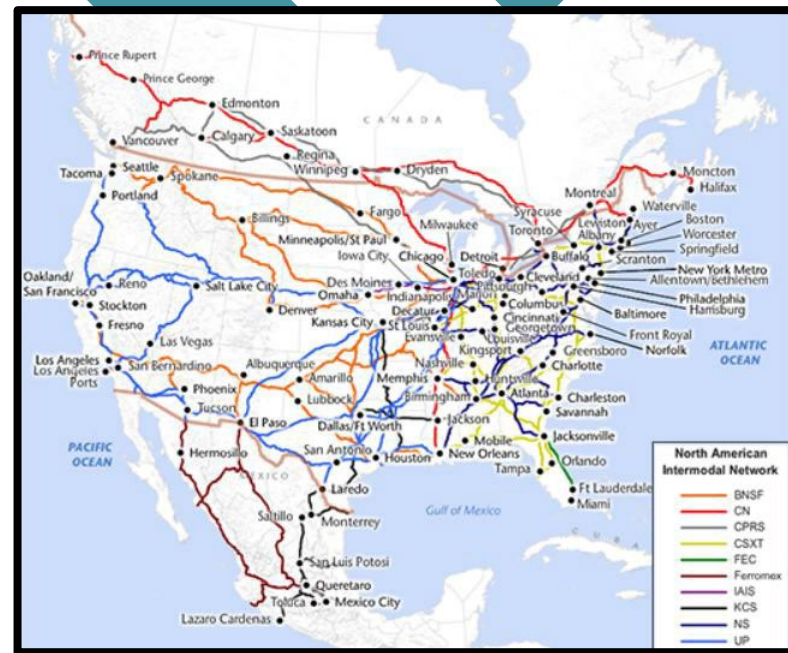 Prince Rupert
Prince George
Edmonton
CANADA
Vancouver
Calgary
Saskatoon
Regina
Winnipeg
Dryden
Moncton
Halifax
Seattle
Tacoma
Spokane
Portland
Montreal
Waterville
Billings
Fargo
Milwaukee
Syracuse
Toronto
Lewiston
Albany
Ayer
Boston
Worcester
Springfield
Minneapolis/St Paul
Iowa City
Chicago
Detroit
Buffalo
Scranton
Oakland/
San Francisco
Reno
Salt Lake City
Des Moines
Omaha
Toledo
Cleveland
Pittsburgh
New York Metro
Allentown/Bethlehem
Indianapolis
Marion
Philadelphia
Harrisburg
Stockton
Denver
Decatur
Columbus
Baltimore
Fresno
Kansas City
St Louis
Cincinnati
Georgetown
Evansville
Louisville
Front Royal
Norfolk
Las Vegas
Kingsport
Greensboro
ATLANTIC
OCEAN
Los Angeles
Los Angeles
Ports
San Bernardino
Albuquerque
Amarillo
Nashville
Charlotte
Phoenix
Lubbock
Memphis
Huntsville
Birmingham
Atlanta
Charleston
Savannah
Tucson
El Paso
Dallas/Ft Worth
Jackson
PACIFIC
OCEAN
Hermosillo
MEXICO
San Antonio
Houston
Mobile
New Orleans
Jacksonville
Tampa
Orlando
Laredo
Ft Lauderdale
Miami
Saltillo
Monterrey
Gulf of Mexico
CUBA
San Luis Potosi
Queretaro
Toluca
Mexico City
Lazaro Cardenas
North American
Intermodal Network
BNSF
CN
CPRS
CSXT
FEC
Ferromex
IAIS
KCS
NS
UP